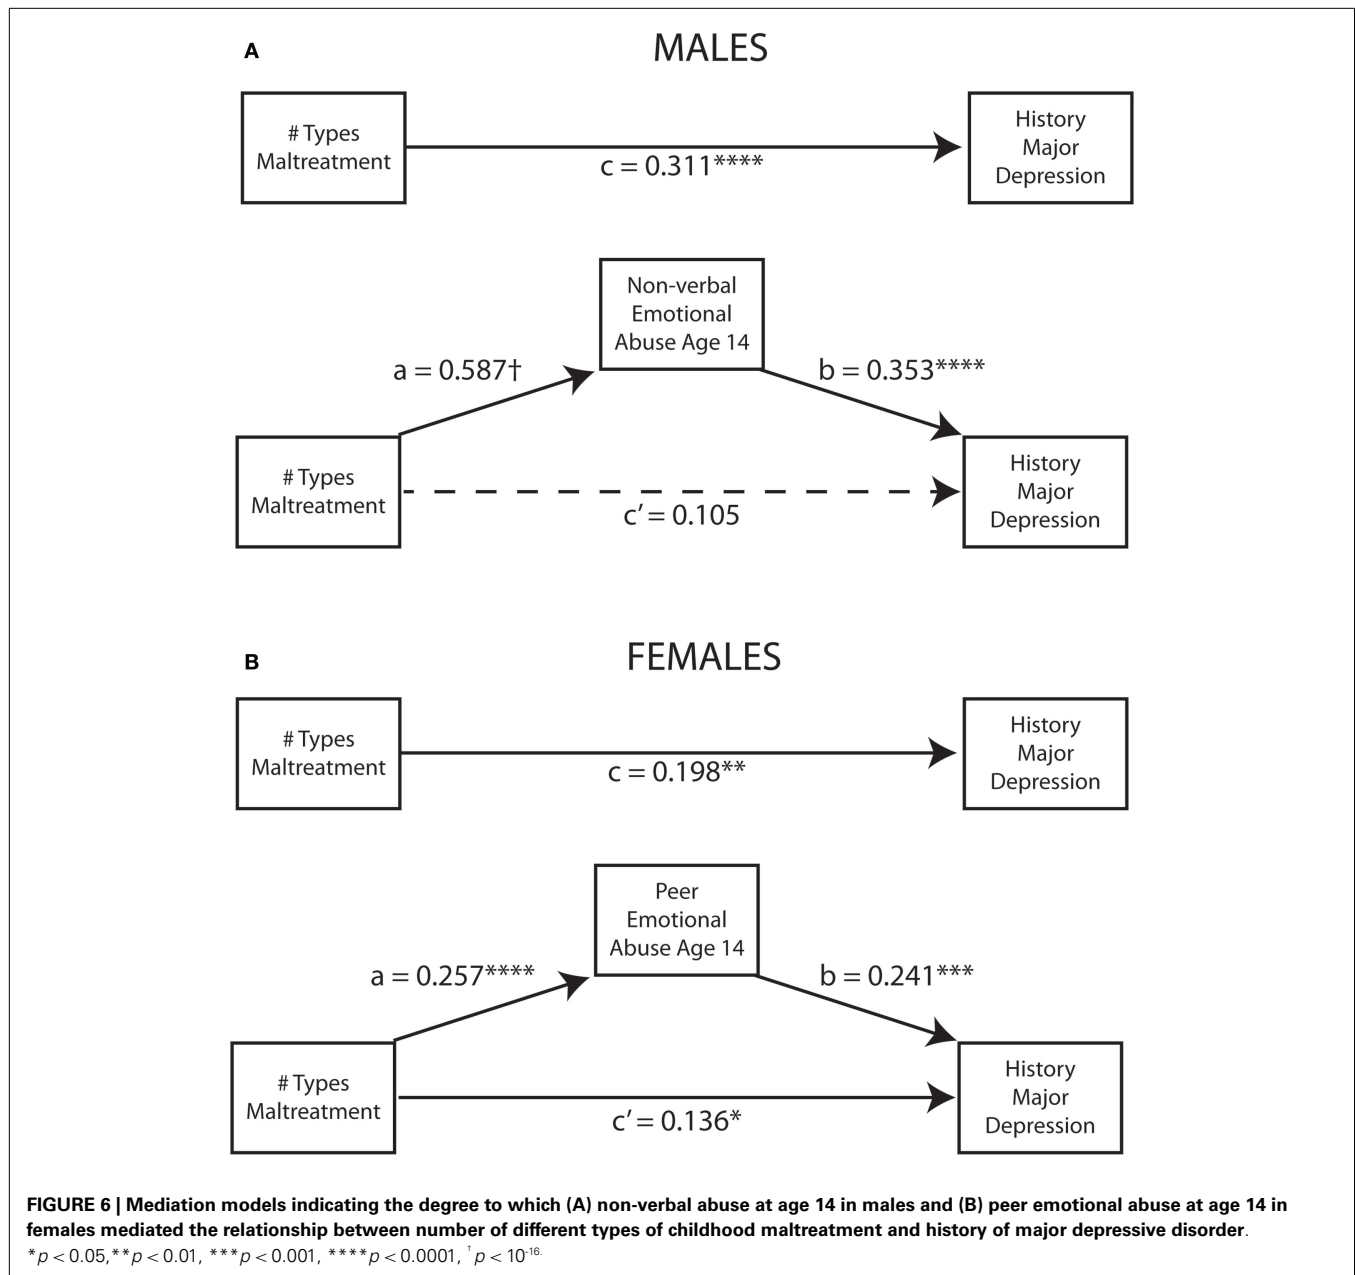 A
MALES
# Types
Maltreatment
c = 0.311****
History
Major
Depression
Non-verbal
Emotional
Abuse Age 14
a = 0.587†
b = 0.353****
# Types
Maltreatment
c′ = 0.105
History
Major
Depression
B
FEMALES
# Types
Maltreatment
c = 0.198**
History
Major
Depression
Peer
Emotional
Abuse Age 14
a = 0.257****
b = 0.241***
# Types
Maltreatment
c′ = 0.136*
History
Major
Depression
FIGURE 6 | Mediation models indicating the degree to which (A) non-verbal abuse at age 14 in males and (B) peer emotional abuse at age 14 in
females mediated the relationship between number of different types of childhood maltreatment and history of major depressive disorder.
*p < 0.05, **p < 0.01, ***p < 0.001, ****p < 0.0001, †p < 10-16.